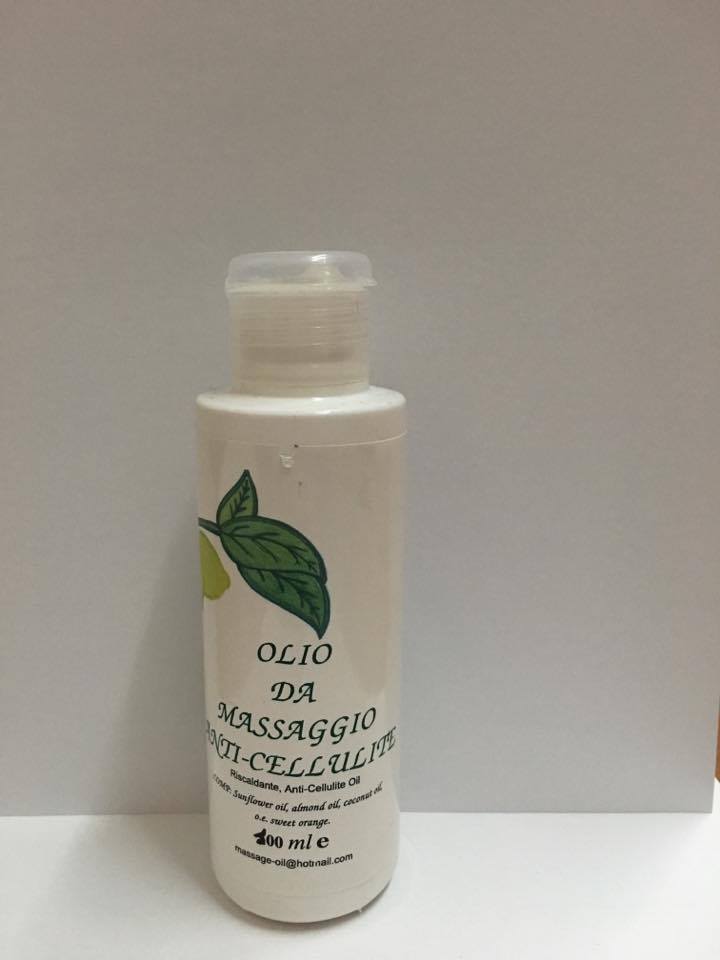 OLIO
DA
MASSAGGIO
ANTI-CELLULITE
Riscaldante, Anti-Cellulite Oil
COMP: Sunflower oil, almond oil, coconut oil,
o.e. sweet orange.
ml e
massage-oil@hotmail.com